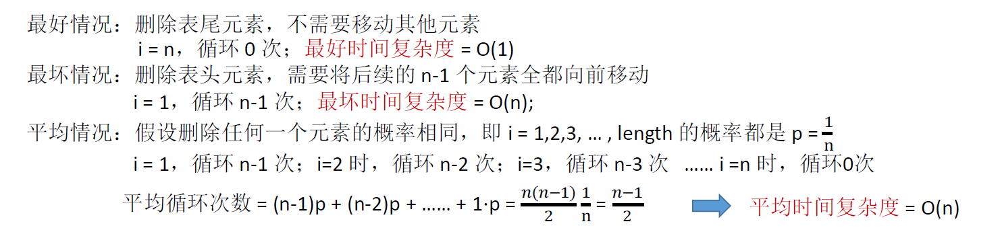 最好情况：删除表尾元素，不需要移动其他元素
i = n，循环 0 次；最好时间复杂度 = O(1)
最坏情况：删除表头元素，需要将后续的 n-1 个元素全都向前移动
i = 1，循环 n-1 次；最坏时间复杂度 = O(n);
平均情况：假设删除任何一个元素的概率相同，即 i = 1,2,3, … , length 的概率都是 p = 1/n
i = 1，循环 n-1 次；i=2 时，循环 n-2 次；i=3，循环 n-3 次 …… i =n 时，循环0次
平均循环次数 = (n-1)p + (n-2)p + …… + 1·p = n(n−1)/2 1/n = n−1/2 平均时间复杂度 = O(n)